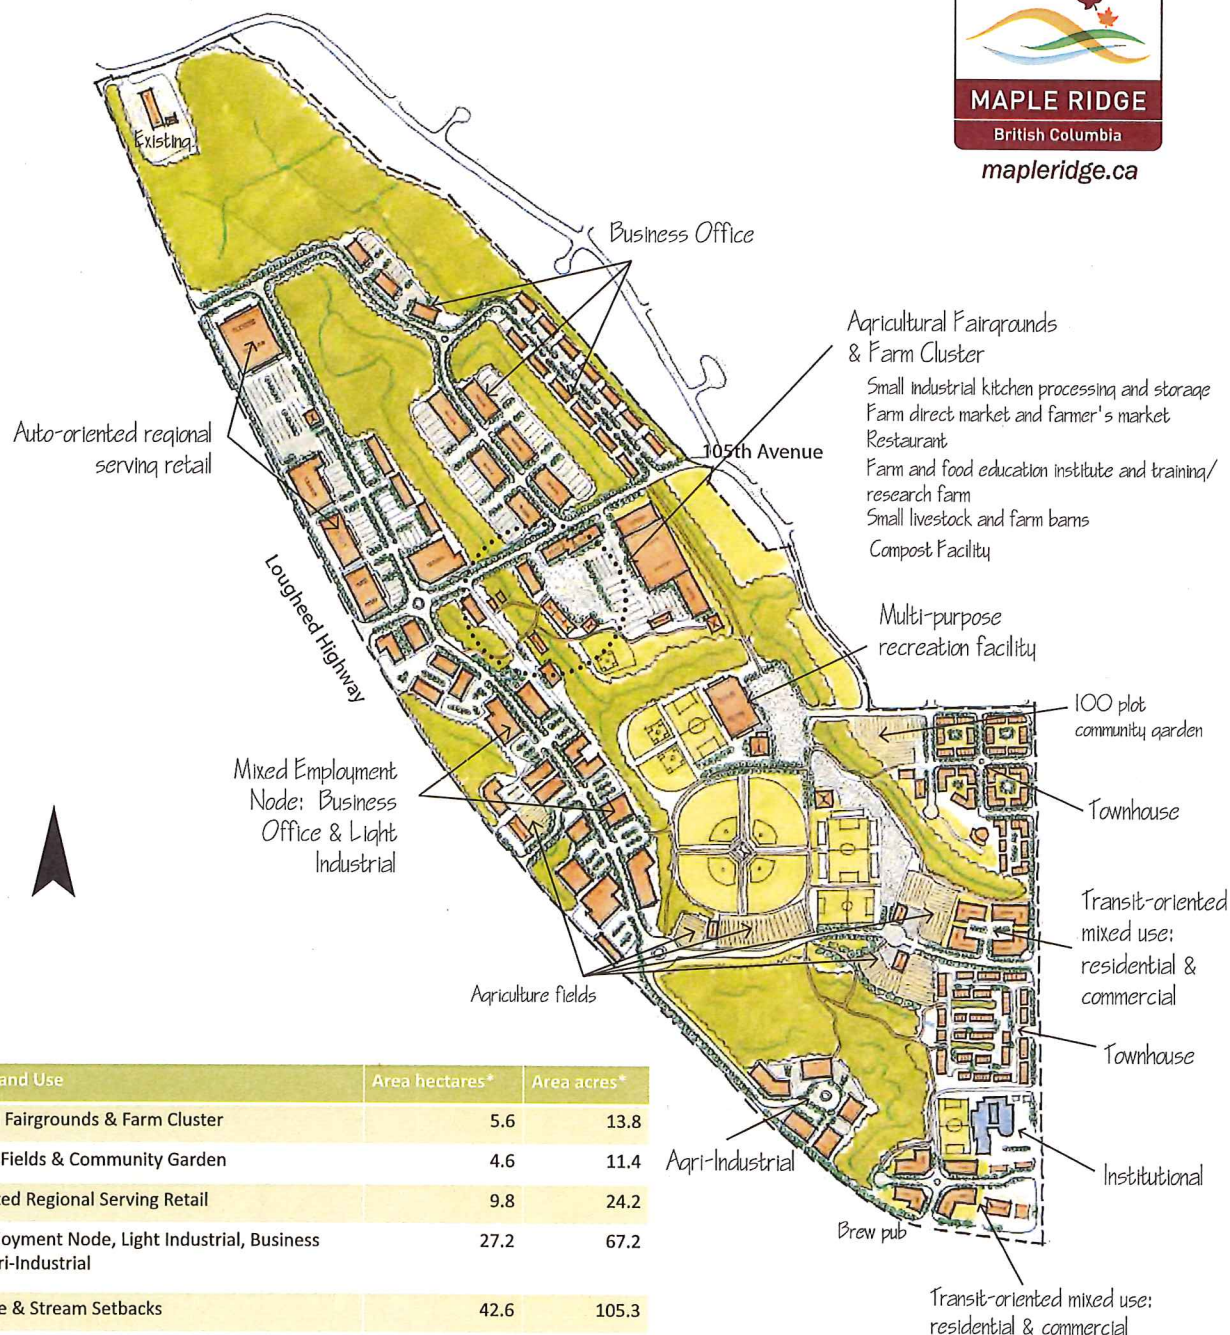 MAPLE RIDGE
British Columbia
mapleridge.ca
Existing
Business Office
Agricultural Fairgrounds
& Farm Cluster
Small industrial kitchen processing and storage
Farm direct market and farmer's market
Restaurant
Farm and food education institute and training/
research farm
Small livestock and farm barns
Compost Facility
Auto-oriented regional
serving retail
105th Avenue
Lougheed Highway
Multi-purpose
recreation facility
100 plot
community garden
Mixed Employment
Node: Business
Office & Light
Industrial
Townhouse
Transit-oriented
mixed use:
residential &
commercial
Agriculture fields
Townhouse
and Use Area hectares* Area acres*
Fairgrounds & Farm Cluster 5.6 13.8
Fields & Community Garden 4.6 11.4
ed Regional Serving Retail 9.8 24.2
oyment Node, Light Industrial, Business 27.2 67.2
ri-Industrial
e & Stream Setbacks 42.6 105.3
Agri-Industrial
Institutional
Brew pub
Transit-oriented mixed use:
residential & commercial